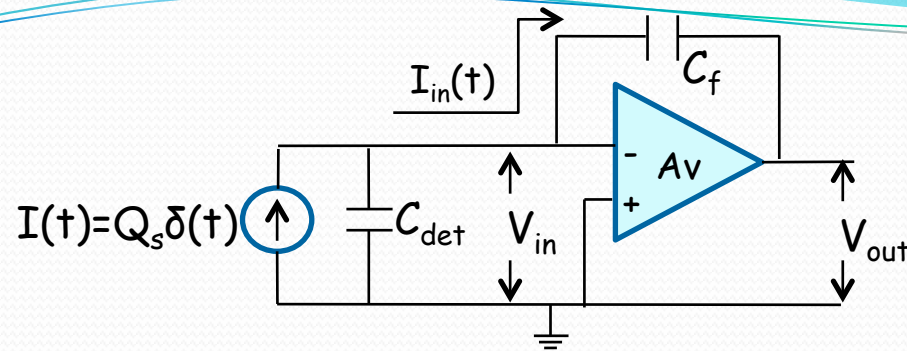 I_in(t)
C_f
-
Av
+
I(t)=Q_sδ(t)
C_det
V_in
V_out